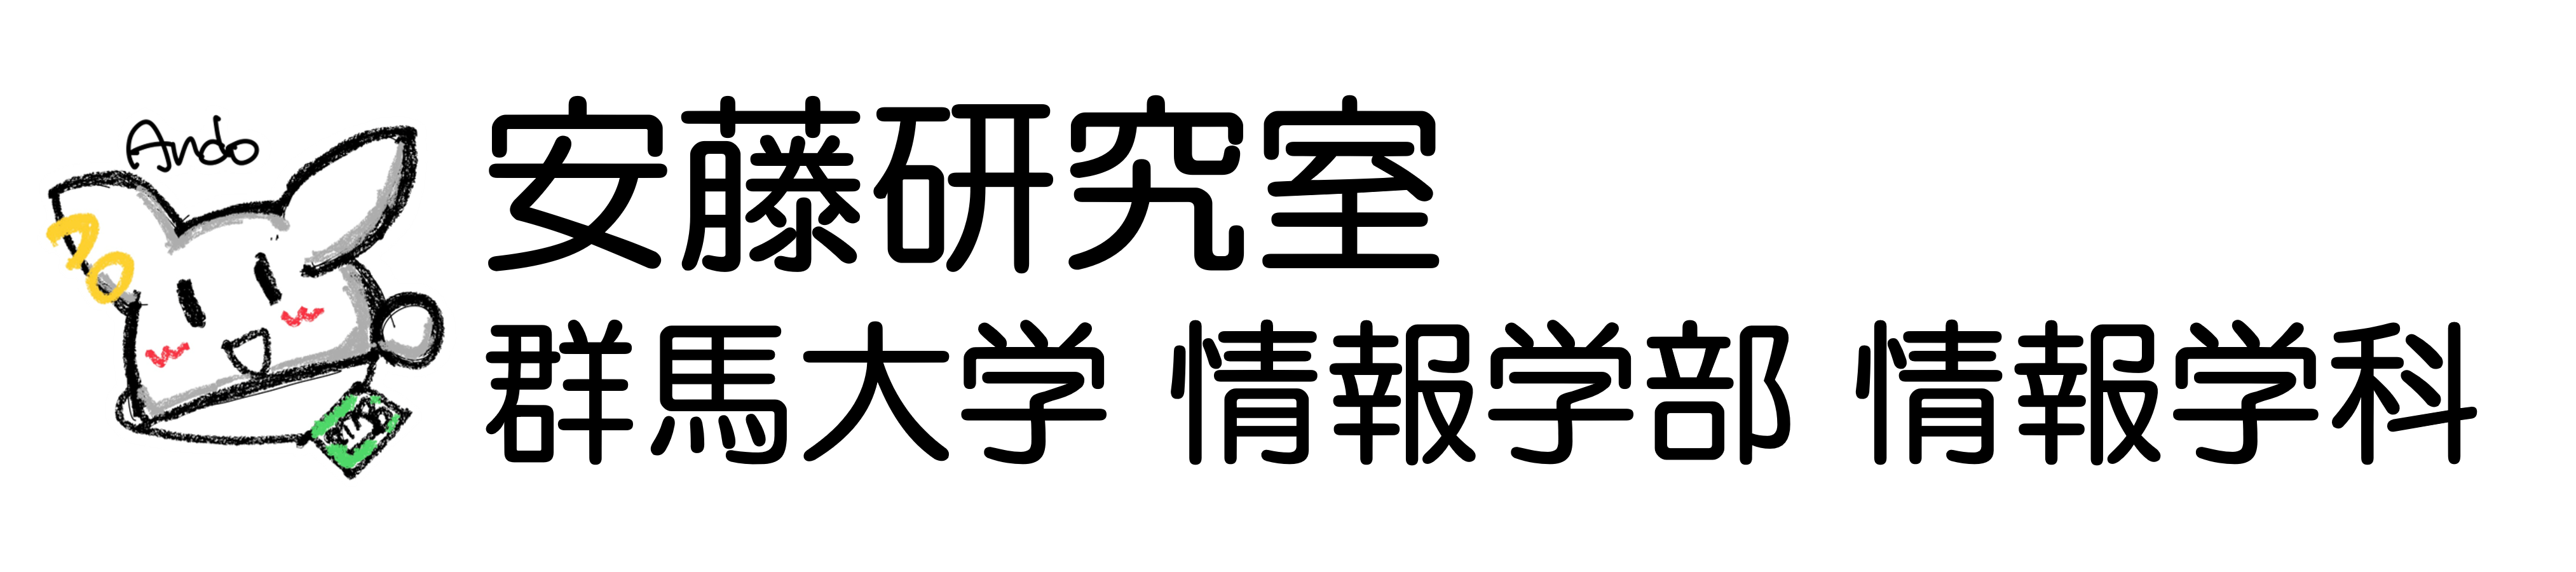 Ando
安藤研究室
群馬大学 情報学部 情報学科